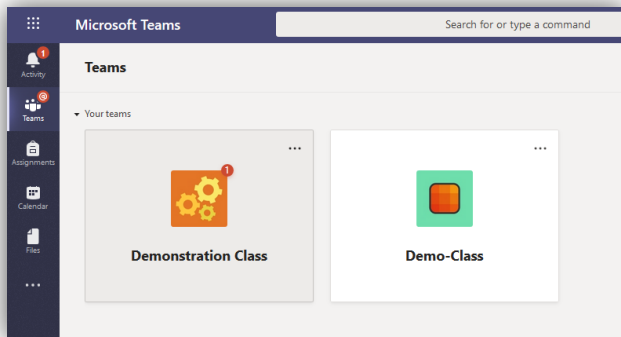 Microsoft Teams
Search for or type a command
1
Activity
Teams
@
Teams
Your teams
Assignments
Calendar
Files
1
Demonstration Class
Demo-Class